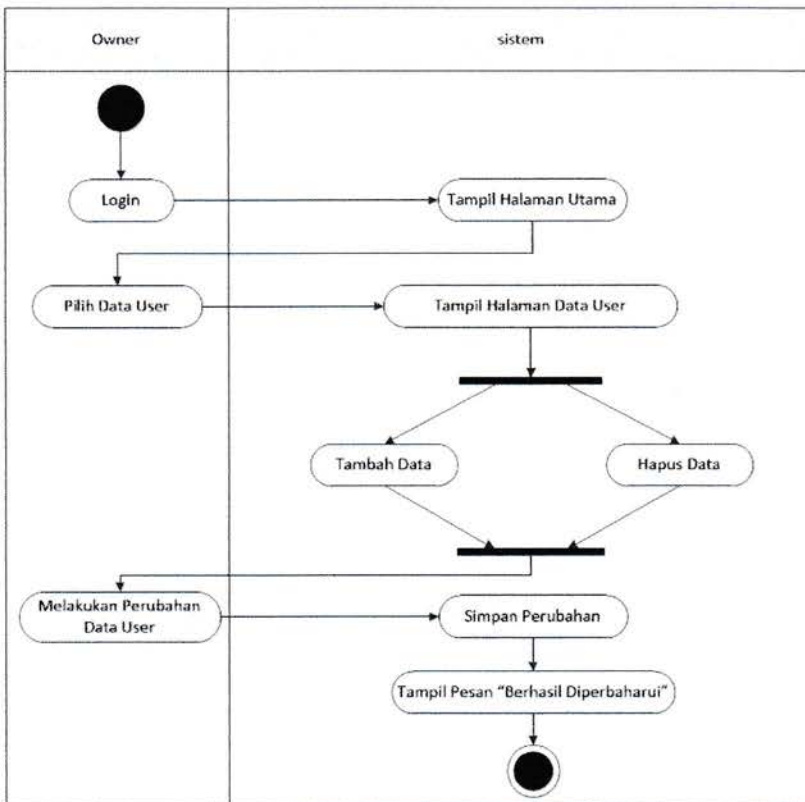 Owner
sistem
Login
Tampil Halaman Utama
Pilih Data User
Tampil Halaman Data User
Tambah Data
Hapus Data
Melakukan Perubahan
Data User
Simpan Perubahan
Tampil Pesan “Berhasil Diperbaharui”